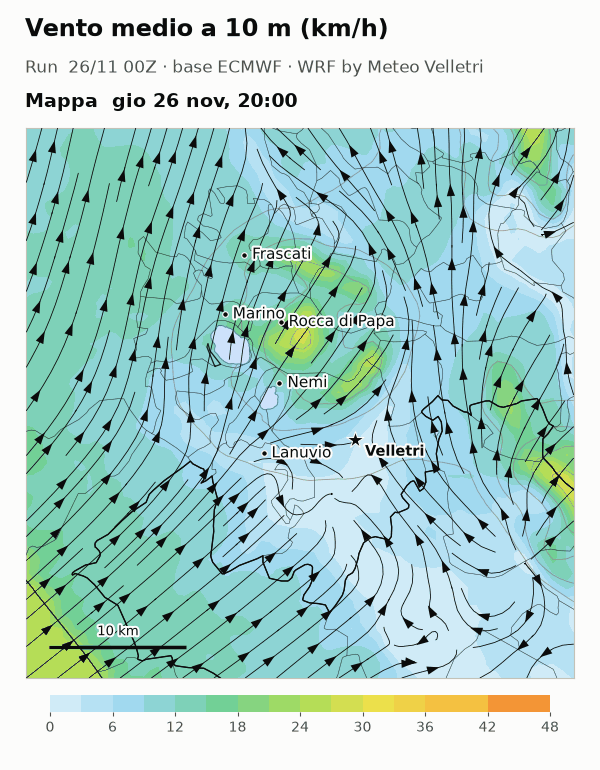 Vento medio a 10 m (km/h)
Run  26/11 00Z · base ECMWF · WRF by Meteo Velletri
Mappa  gio 26 nov, 20:00
Frascati
Marino
Rocca di Papa
Nemi
Velletri
Lanuvio
10 km
0 6 12 18 24 30 36 42 48